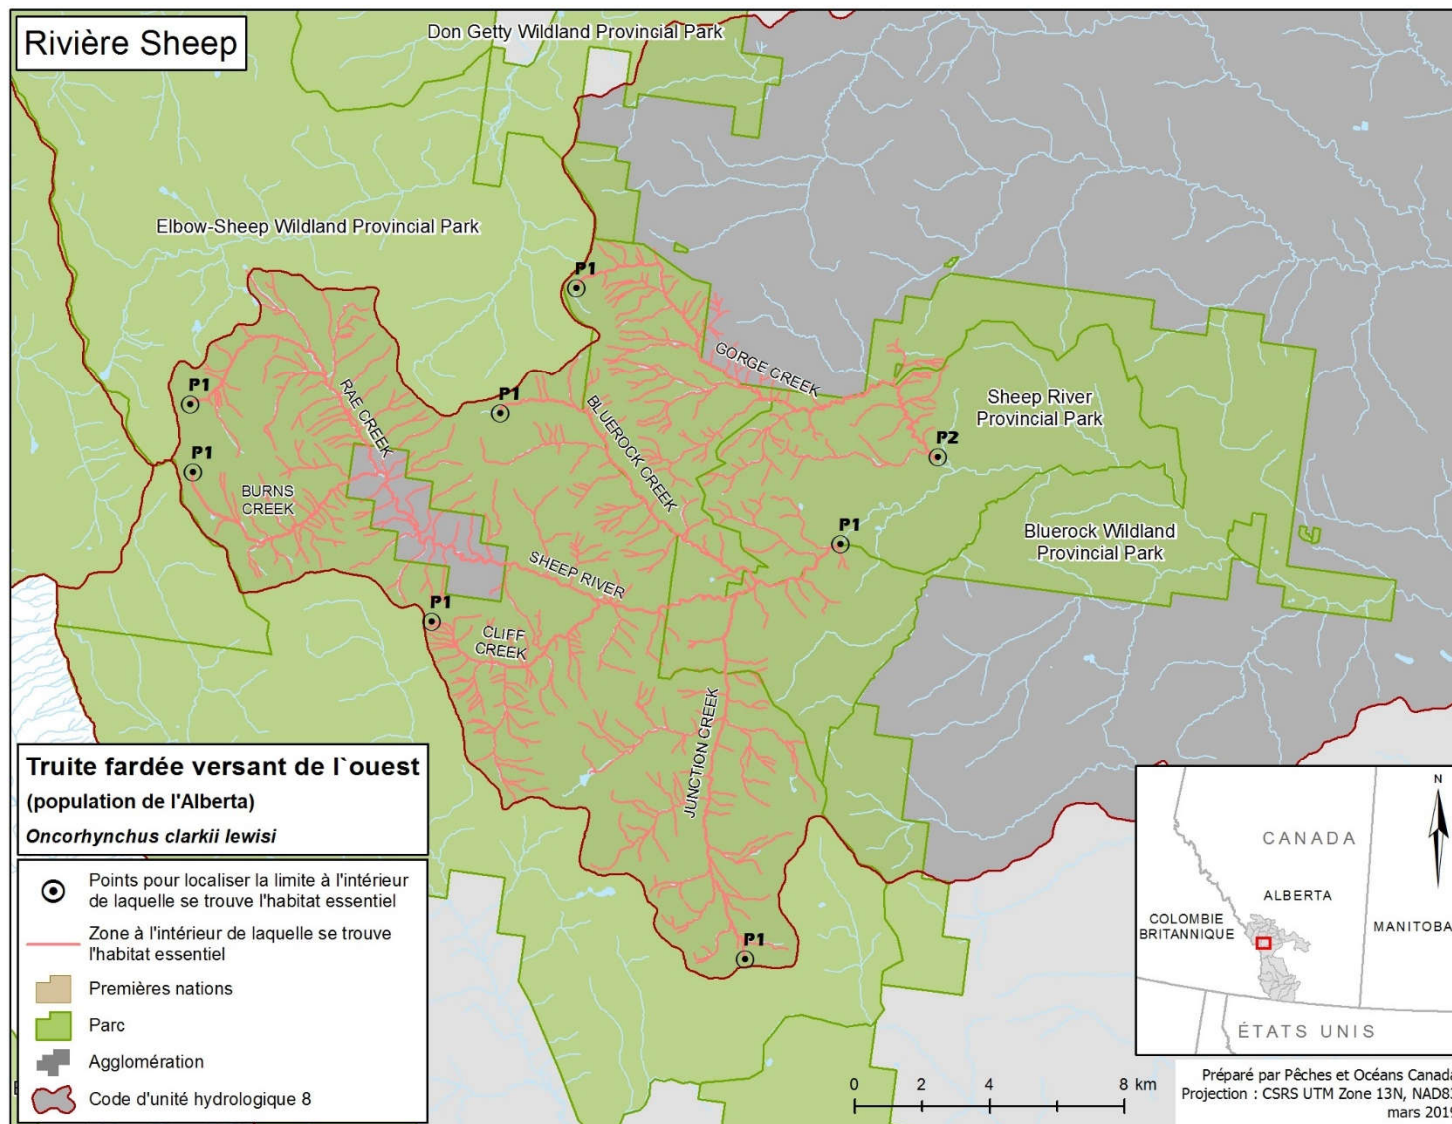 Rivière Sheep
Don Getty Wildland Provincial Park
Elbow-Sheep Wildland Provincial Park
P1
GORGE CREEK
P1
RAE CREEK
P1
BLUEROCK CREEK
Sheep River
Provincial Park
P2
P1
BURNS
CREEK
P1
Bluerock Wildland
Provincial Park
SHEEP RIVER
P1
CLIFF
CREEK
JUNCTION CREEK
P1
Truite fardée versant de l`ouest
(population de l'Alberta)
Oncorhynchus clarkii lewisi
Points pour localiser la limite à l'intérieur
de laquelle se trouve l'habitat essentiel
Zone à l'intérieur de laquelle se trouve
l'habitat essentiel
Premières nations
Parc
Agglomération
Code d'unité hydrologique 8
N
CANADA
ALBERTA
COLOMBIE
BRITANNIQUE
MANITOBA
ÉTATS UNIS
0 2 4 8 km
Préparé par Pêches et Océans Canada
Projection : CSRS UTM Zone 13N, NAD83
mars 2019